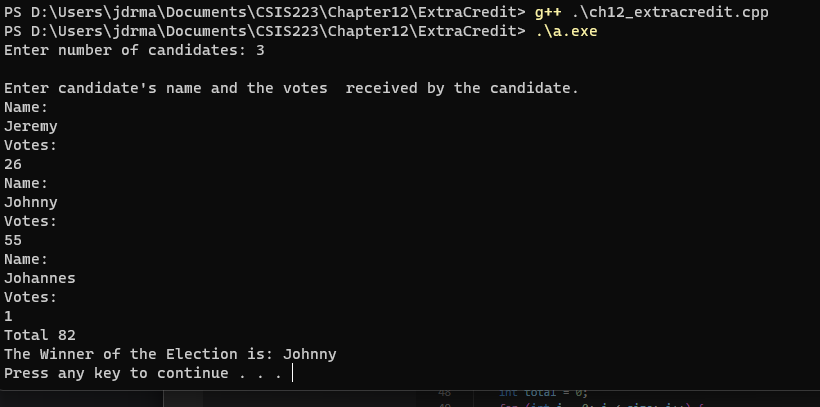 PS D:\Users\jdrma\Documents\CSIS223\Chapter12\ExtraCredit> g++ .\ch12_extracredit.cpp
PS D:\Users\jdrma\Documents\CSIS223\Chapter12\ExtraCredit> .\a.exe
Enter number of candidates: 3
Enter candidate's name and the votes  received by the candidate.
Name:
Jeremy
Votes:
26
Name:
Johnny
Votes:
55
Name:
Johannes
Votes:
1
Total 82
The Winner of the Election is: Johnny
Press any key to continue . . .
48 int total = 0;